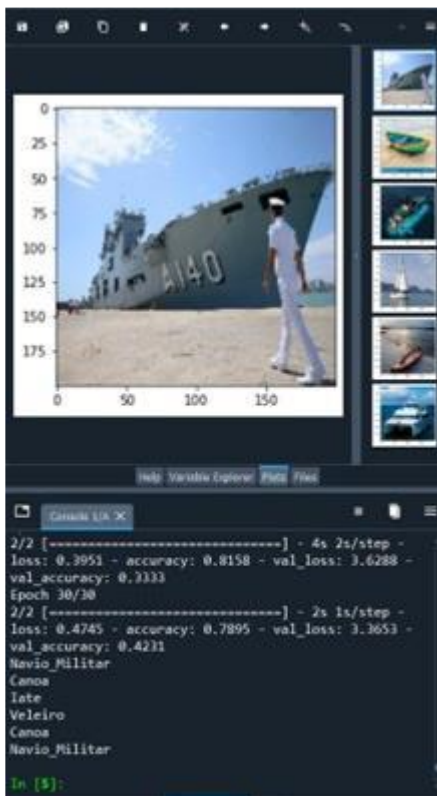 0
25
50
75
100
125
150
175
0 50 100 150
A140
Help Variable Explorer Plots Files
Console 1/A X
2/2 [==============================] - 4s 2s/step -
loss: 0.3951 - accuracy: 0.8158 - val_loss: 3.6288 -
val_accuracy: 0.3333
Epoch 30/30
2/2 [==============================] - 2s 1s/step -
loss: 0.4745 - accuracy: 0.7895 - val_loss: 3.3653 -
val_accuracy: 0.4231
Navio_Militar
Canoa
Iate
Veleiro
Canoa
Navio_Militar
In [5]: